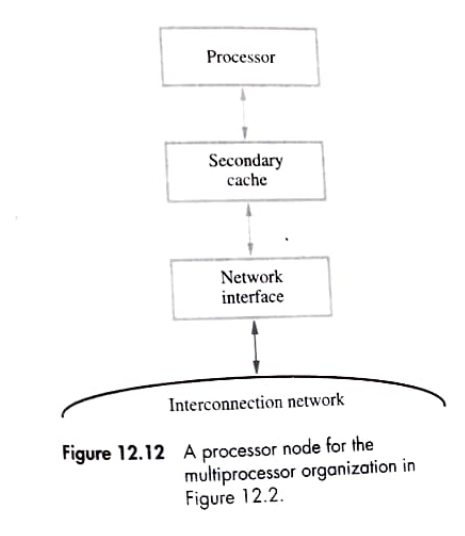 Processor
Secondary
cache
Network
interface
Interconnection network
Figure 12.12 A processor node for the
multiprocessor organization in
Figure 12.2.